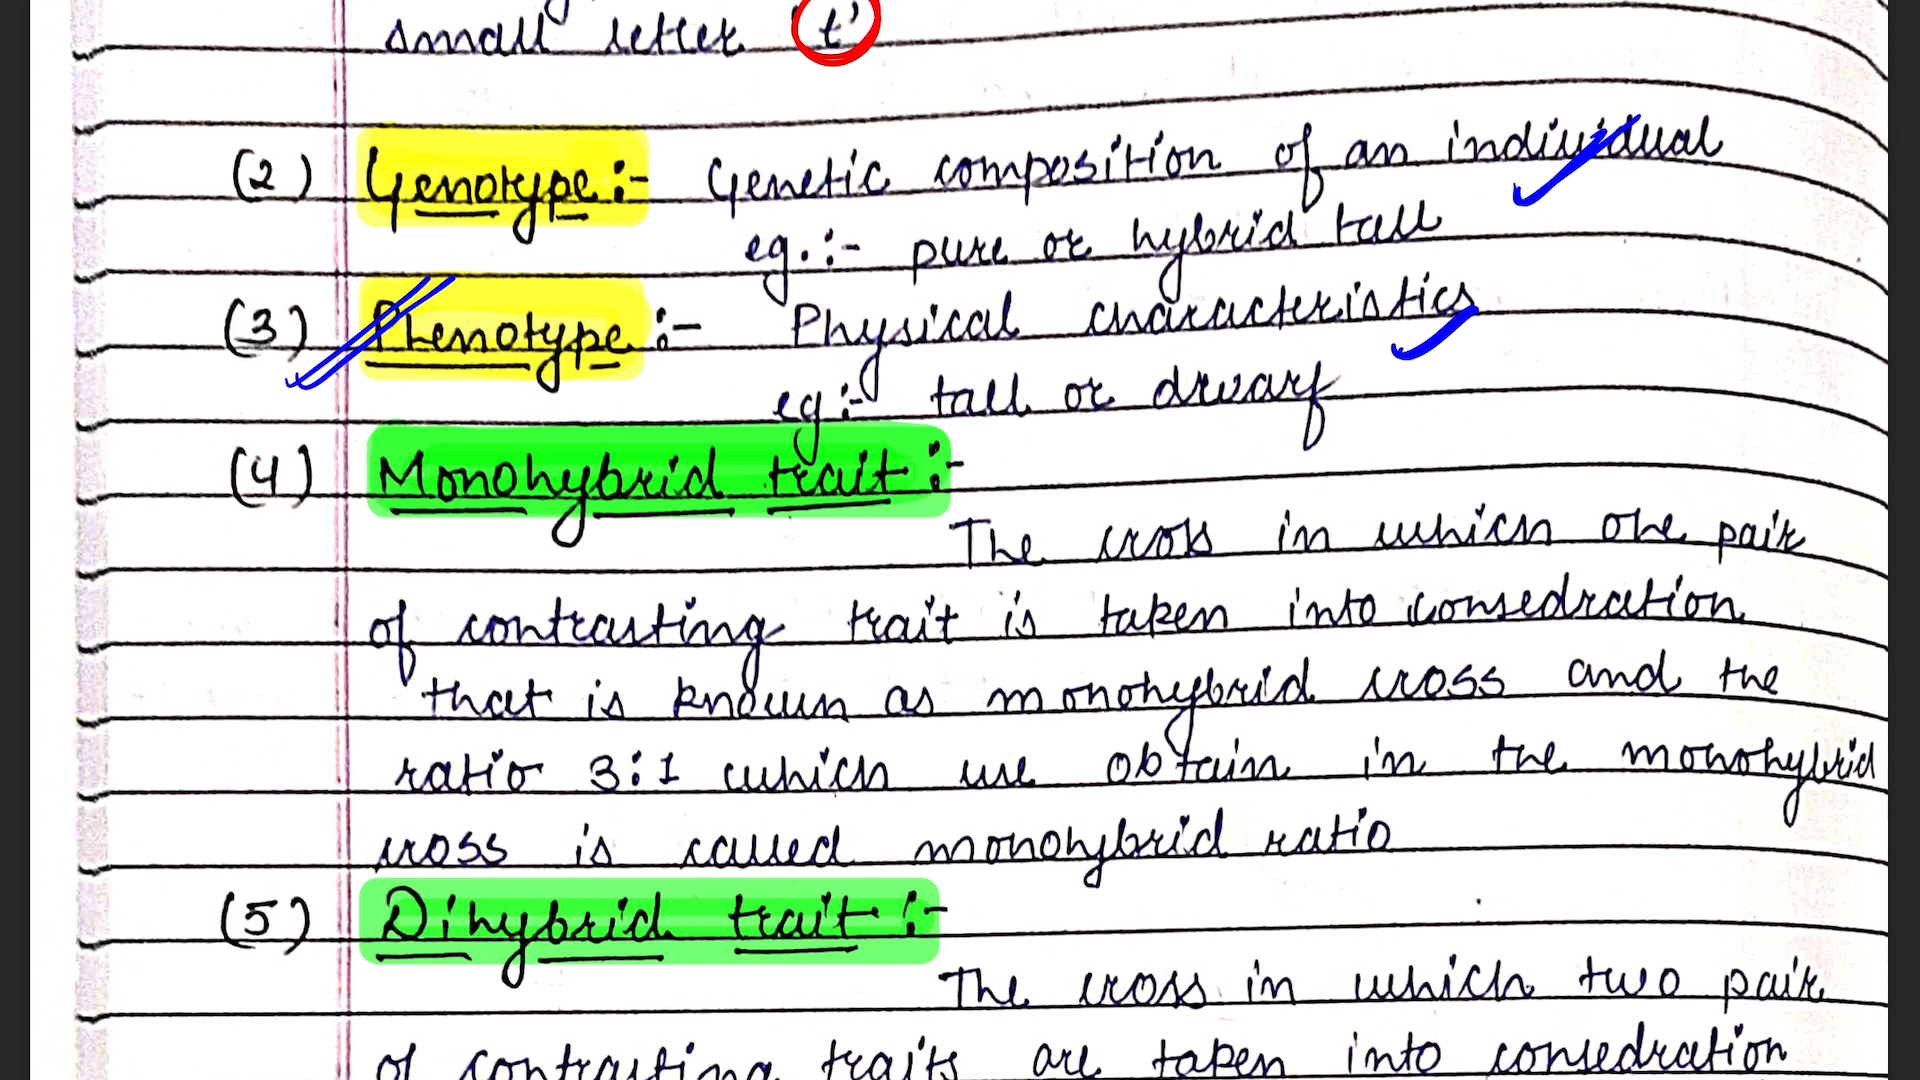 small letter 't'
(2) Genotype :- Genetic composition of an individual
eg. :- pure or hybrid tall
(3) Phenotype :- Physical characteristics
eg :- tall or dwarf
(4) Monohybrid trait :-
The cross in which one pair
of contrasting trait is taken into consedration
that is known as monohybrid cross and the
ratio 3:1 which we obtain in the monohybrid
cross is called monohybrid ratio
(5) Dihybrid trait :-
The cross in which two pair
of contrasting traits are taken into consedration